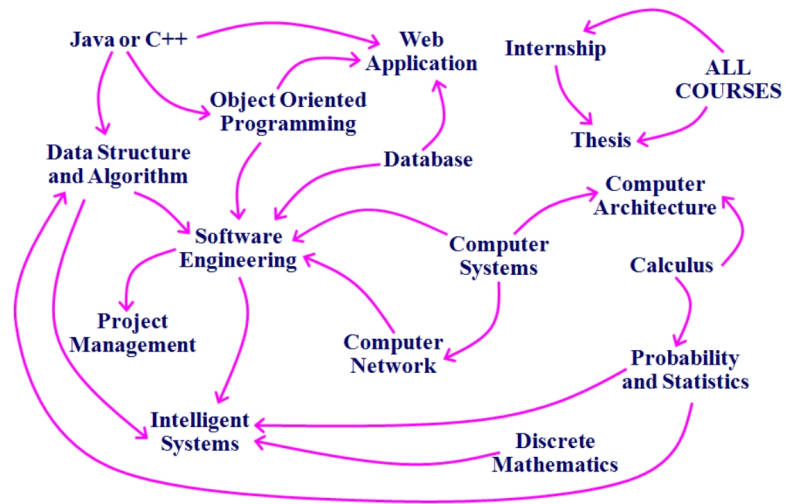 Java or C++
Web
Application
Internship
ALL
COURSES
Object Oriented
Programming
Thesis
Data Structure
and Algorithm
Database
Computer
Architecture
Software
Engineering
Computer
Systems
Calculus
Project
Management
Computer
Network
Probability
and Statistics
Intelligent
Systems
Discrete
Mathematics